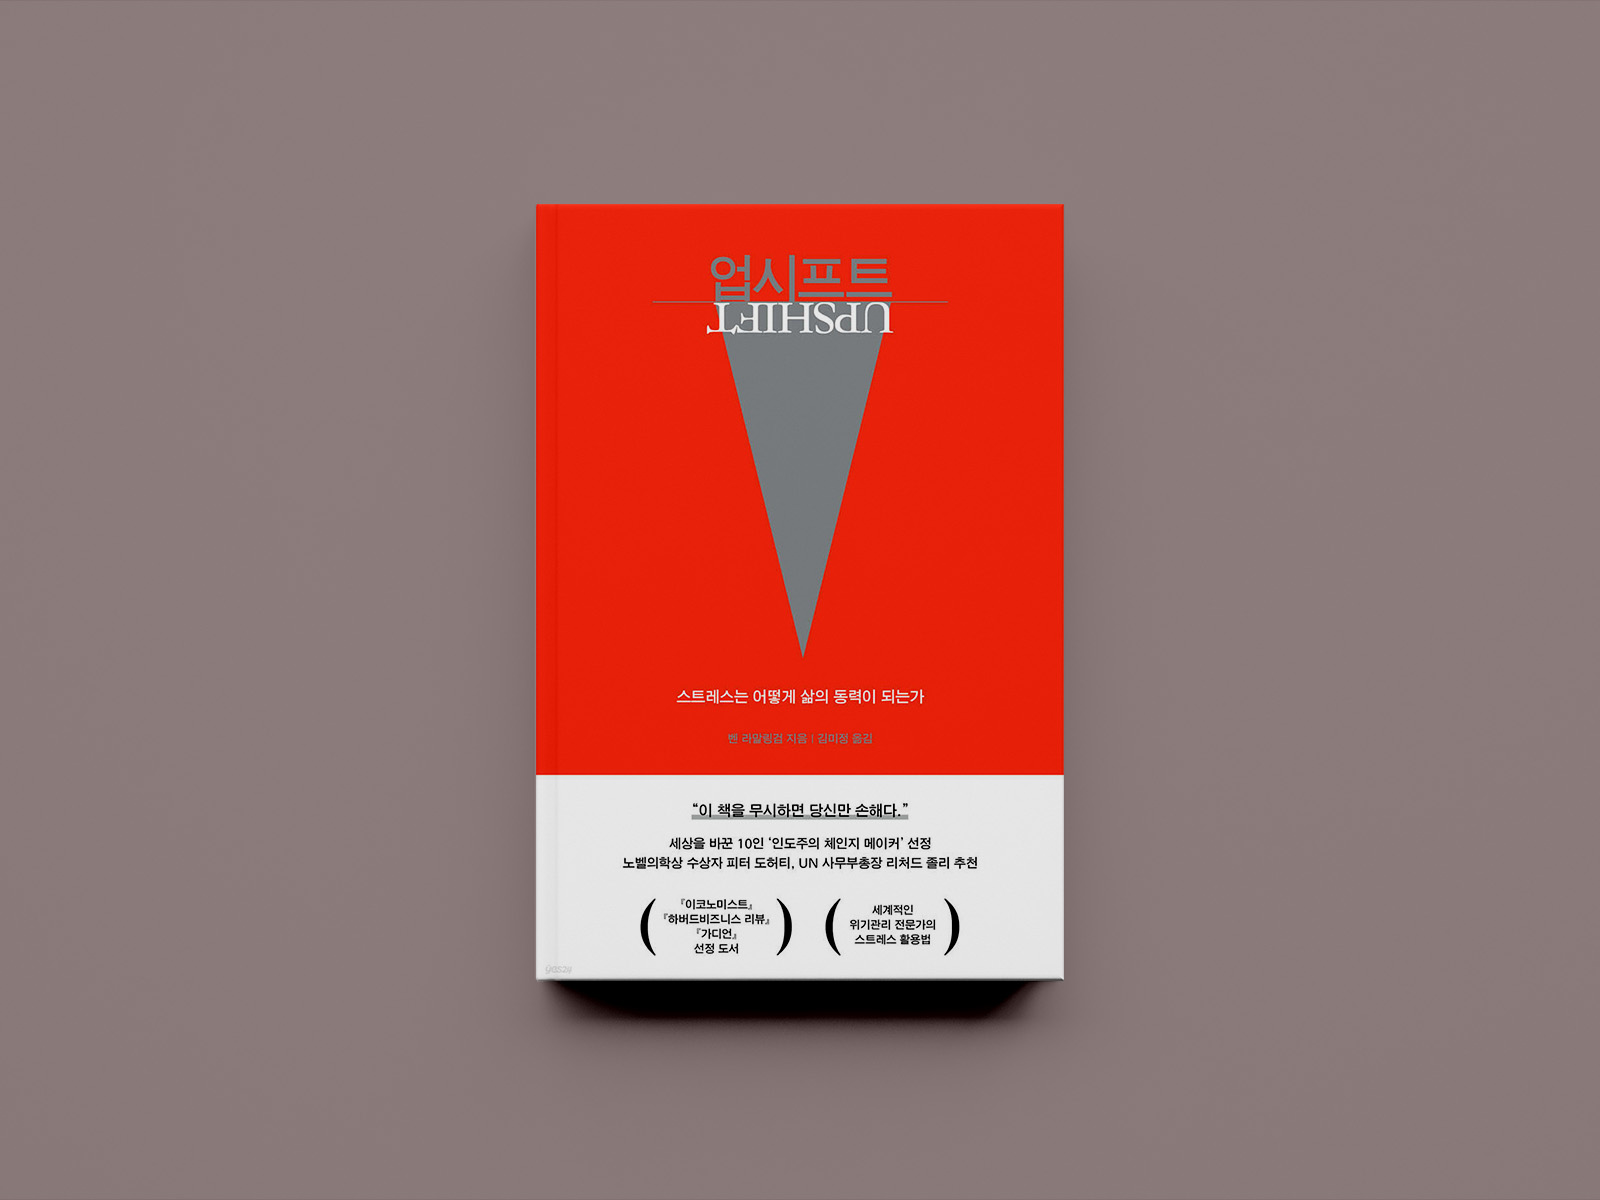 업시프트
UPSHIFT
스트레스는 어떻게 삶의 동력이 되는가
벤 라말링검 지음 | 김미정 옮김
“이 책을 무시하면 당신만 손해다.”
세상을 바꾼 10인 ‘인도주의 체인지 메이커’ 선정
노벨의학상 수상자 피터 도허티, UN 사무부총장 리처드 졸리 추천
『이코노미스트』
『하버드비즈니스 리뷰』
『가디언』
선정 도서
세계적인
위기관리 전문가의
스트레스 활용법